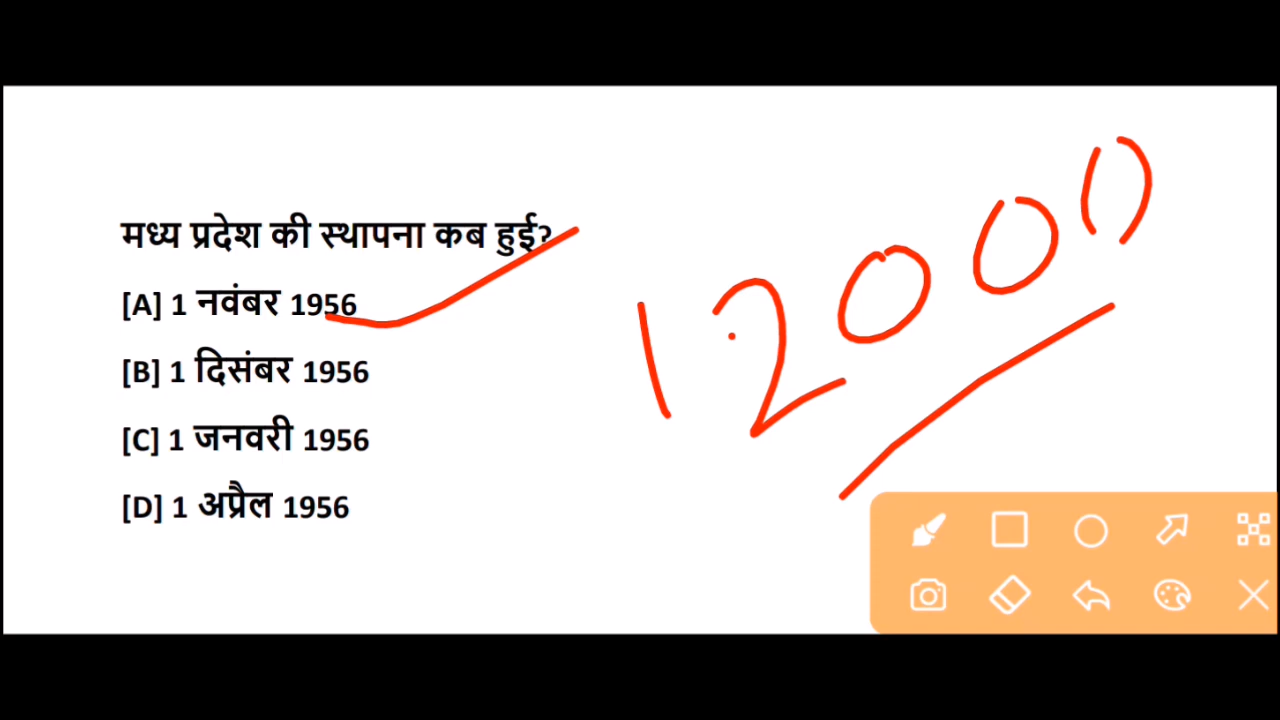 मध्य प्रदेश की स्थापना कब हुई?
[A] 1 नवंबर 1956
[B] 1 दिसंबर 1956
[C] 1 जनवरी 1956
[D] 1 अप्रैल 1956
12000